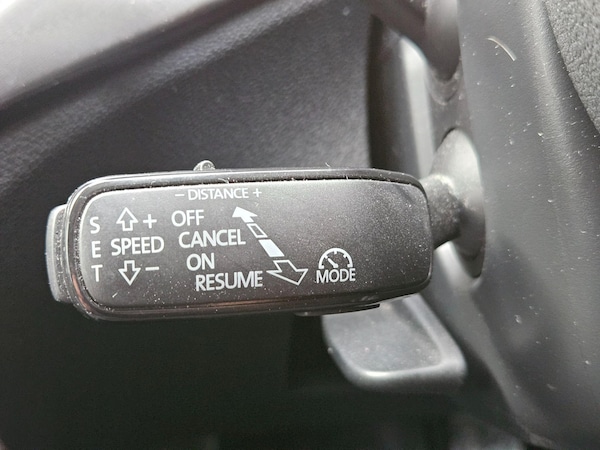 - DISTANCE +
S E T
+
SPEED
-
OFF
CANCEL
ON
RESUME
MODE